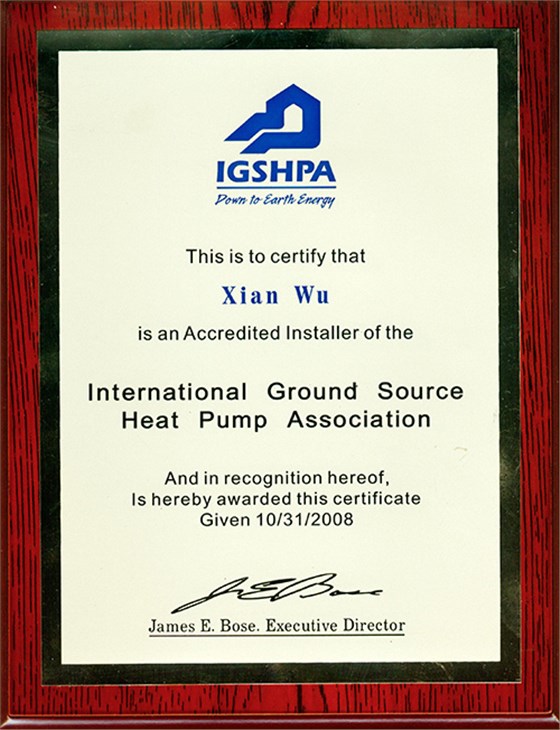 IGSHPA
Down to Earth Energy
This is to certify that
Xian Wu
is an Accredited Installer of the
International Ground Source
Heat Pump Association
And in recognition hereof,
Is hereby awarded this certificate
Given 10/31/2008
J E Bose
James E. Bose. Executive Director